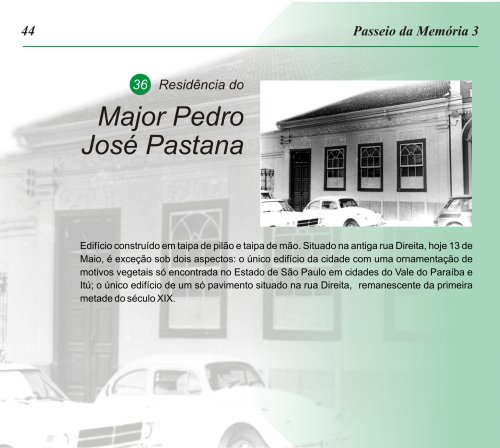 44 Passeio da Memória 3
36 Residência do
Major Pedro
José Pastana
Edifício construído em taipa de pilão e taipa de mão. Situado na antiga rua Direita, hoje 13 de
Maio, é exceção sob dois aspectos: o único edifício da cidade com uma ornamentação de
motivos vegetais só encontrada no Estado de São Paulo em cidades do Vale do Paraíba e
Itú; o único edifício de um só pavimento situado na rua Direita, remanescente da primeira
metade do século XIX.